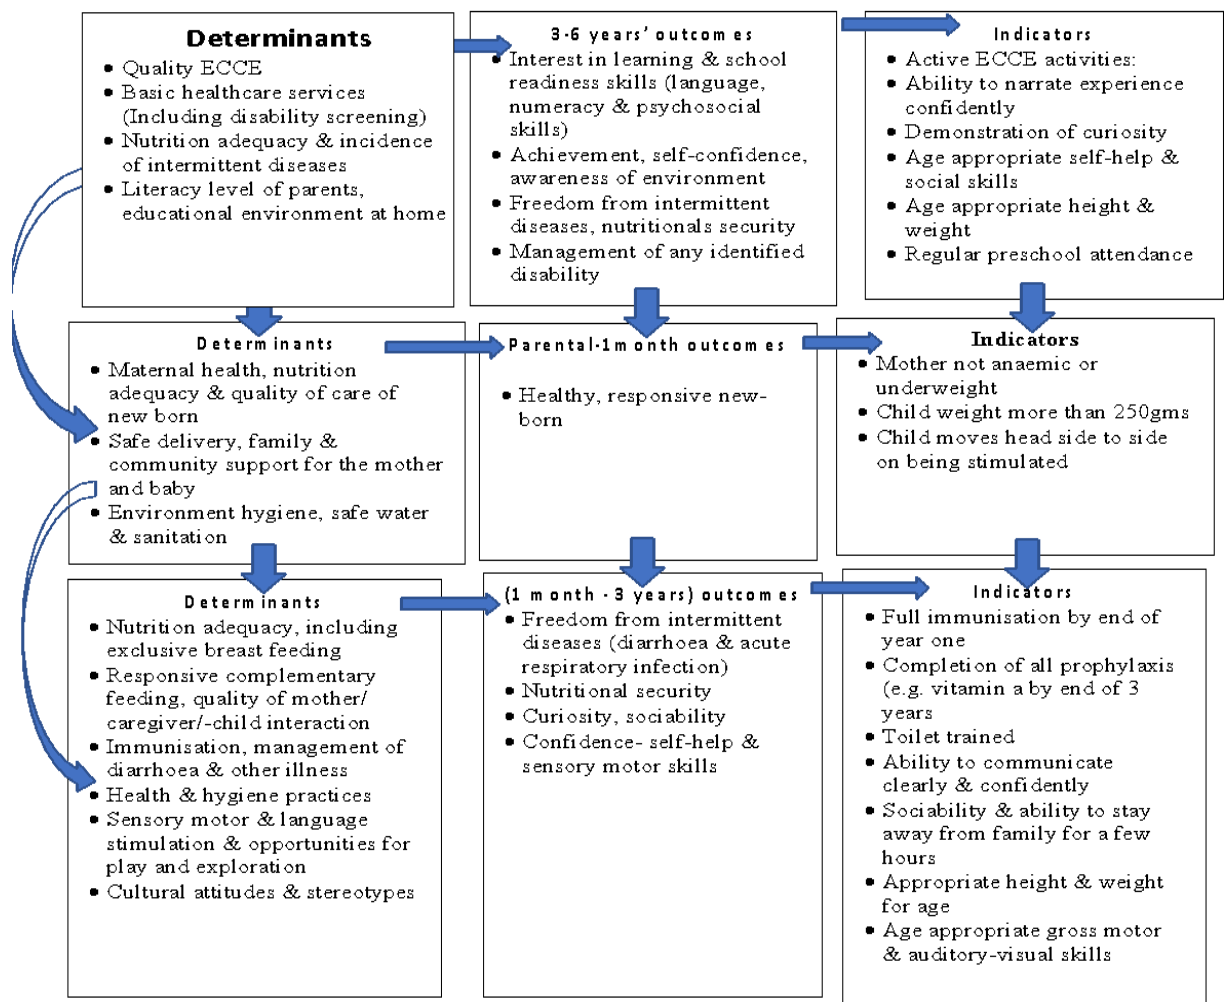 Determinants
• Quality ECCE
• Basic healthcare services
(Including disability screening)
• Nutrition adequacy & incidence
of intermittent diseases
• Literacy level of parents,
educational environment at home
3-6 years’ outcomes
• Interest in learning & school
readiness skills (language,
numeracy & psychosocial
skills)
• Achievement, self-confidence,
awareness of environment
• Freedom from intermittent
diseases, nutritionals security
• Management of any identified
disability
Indicators
• Active ECCE activities:
• Ability to narrate experience
confidently
• Demonstration of curiosity
• Age appropriate self-help &
social skills
• Age appropriate height &
weight
• Regular preschool attendance
Determinants
• Maternal health, nutrition
adequacy & quality of care of
new born
• Safe delivery, family &
community support for the mother
and baby
• Environment hygiene, safe water
& sanitation
Parental-1month outcomes
• Healthy, responsive new-
born
Indicators
• Mother not anaemic or
underweight
• Child weight more than 250gms
• Child moves head side to side
on being stimulated
Determinants
• Nutrition adequacy, including
exclusive breast feeding
• Responsive complementary
feeding, quality of mother/
caregiver/-child interaction
• Immunisation, management of
diarrhoea & other illness
• Health & hygiene practices
• Sensory motor & language
stimulation & opportunities for
play and exploration
• Cultural attitudes & stereotypes
(1 month - 3 years) outcomes
• Freedom from intermittent
diseases (diarrhoea & acute
respiratory infection)
• Nutritional security
• Curiosity, sociability
• Confidence- self-help &
sensory motor skills
Indicators
• Full immunisation by end of
year one
• Completion of all prophylaxis
(e.g. vitamin a by end of 3
years
• Toilet trained
• Ability to communicate
clearly & confidently
• Sociability & ability to stay
away from family for a few
hours
• Appropriate height & weight
for age
• Age appropriate gross motor
& auditory-visual skills